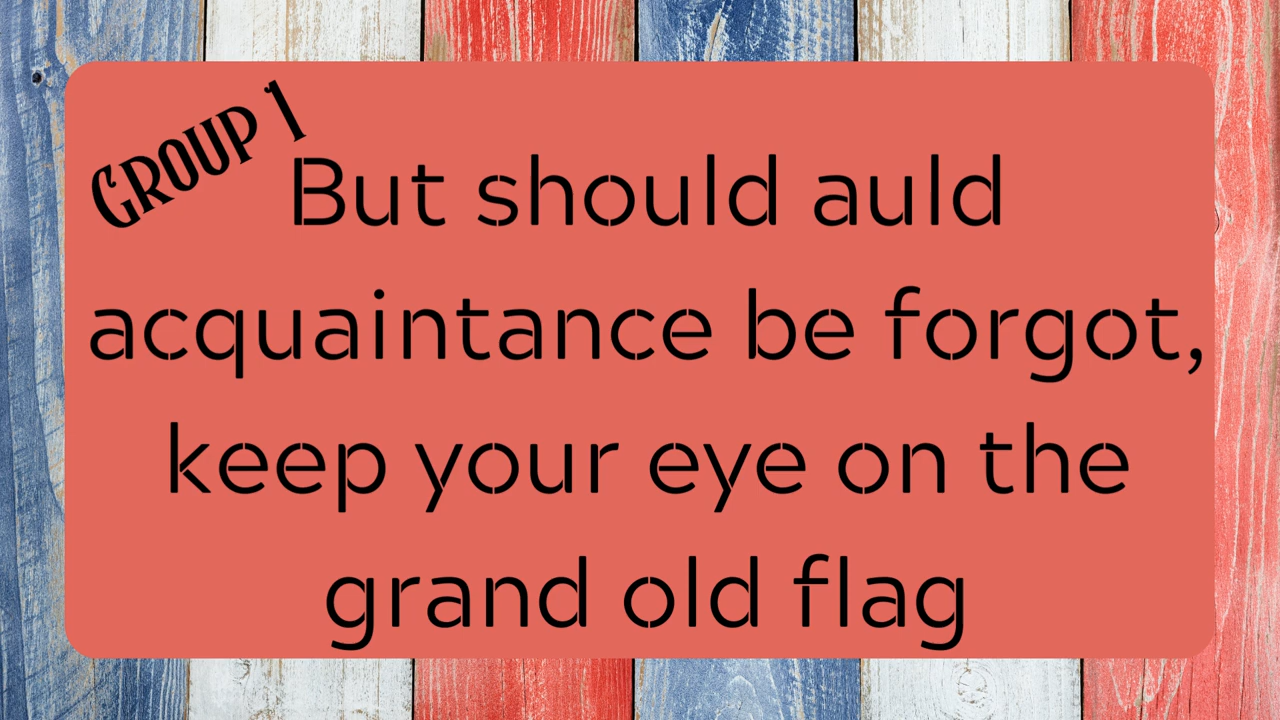 GROUP 1
But should auld
acquaintance be forgot,
keep your eye on the
grand old flag